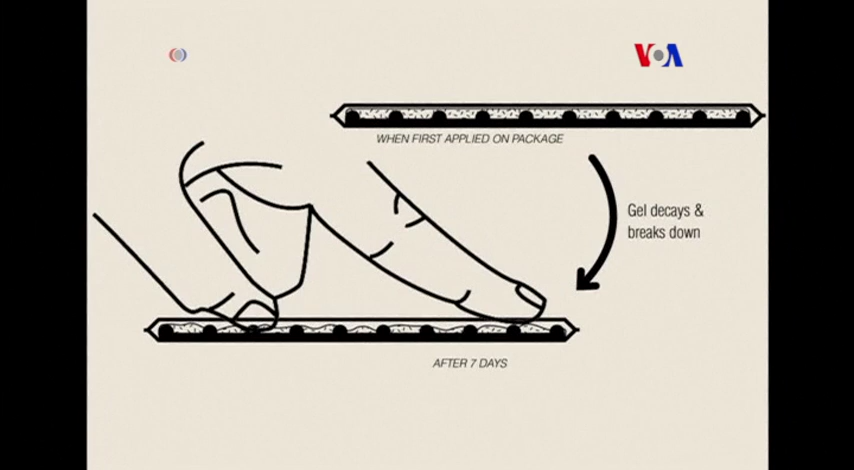 VOA
WHEN FIRST APPLIED ON PACKAGE
Gel decays &
breaks down
AFTER 7 DAYS